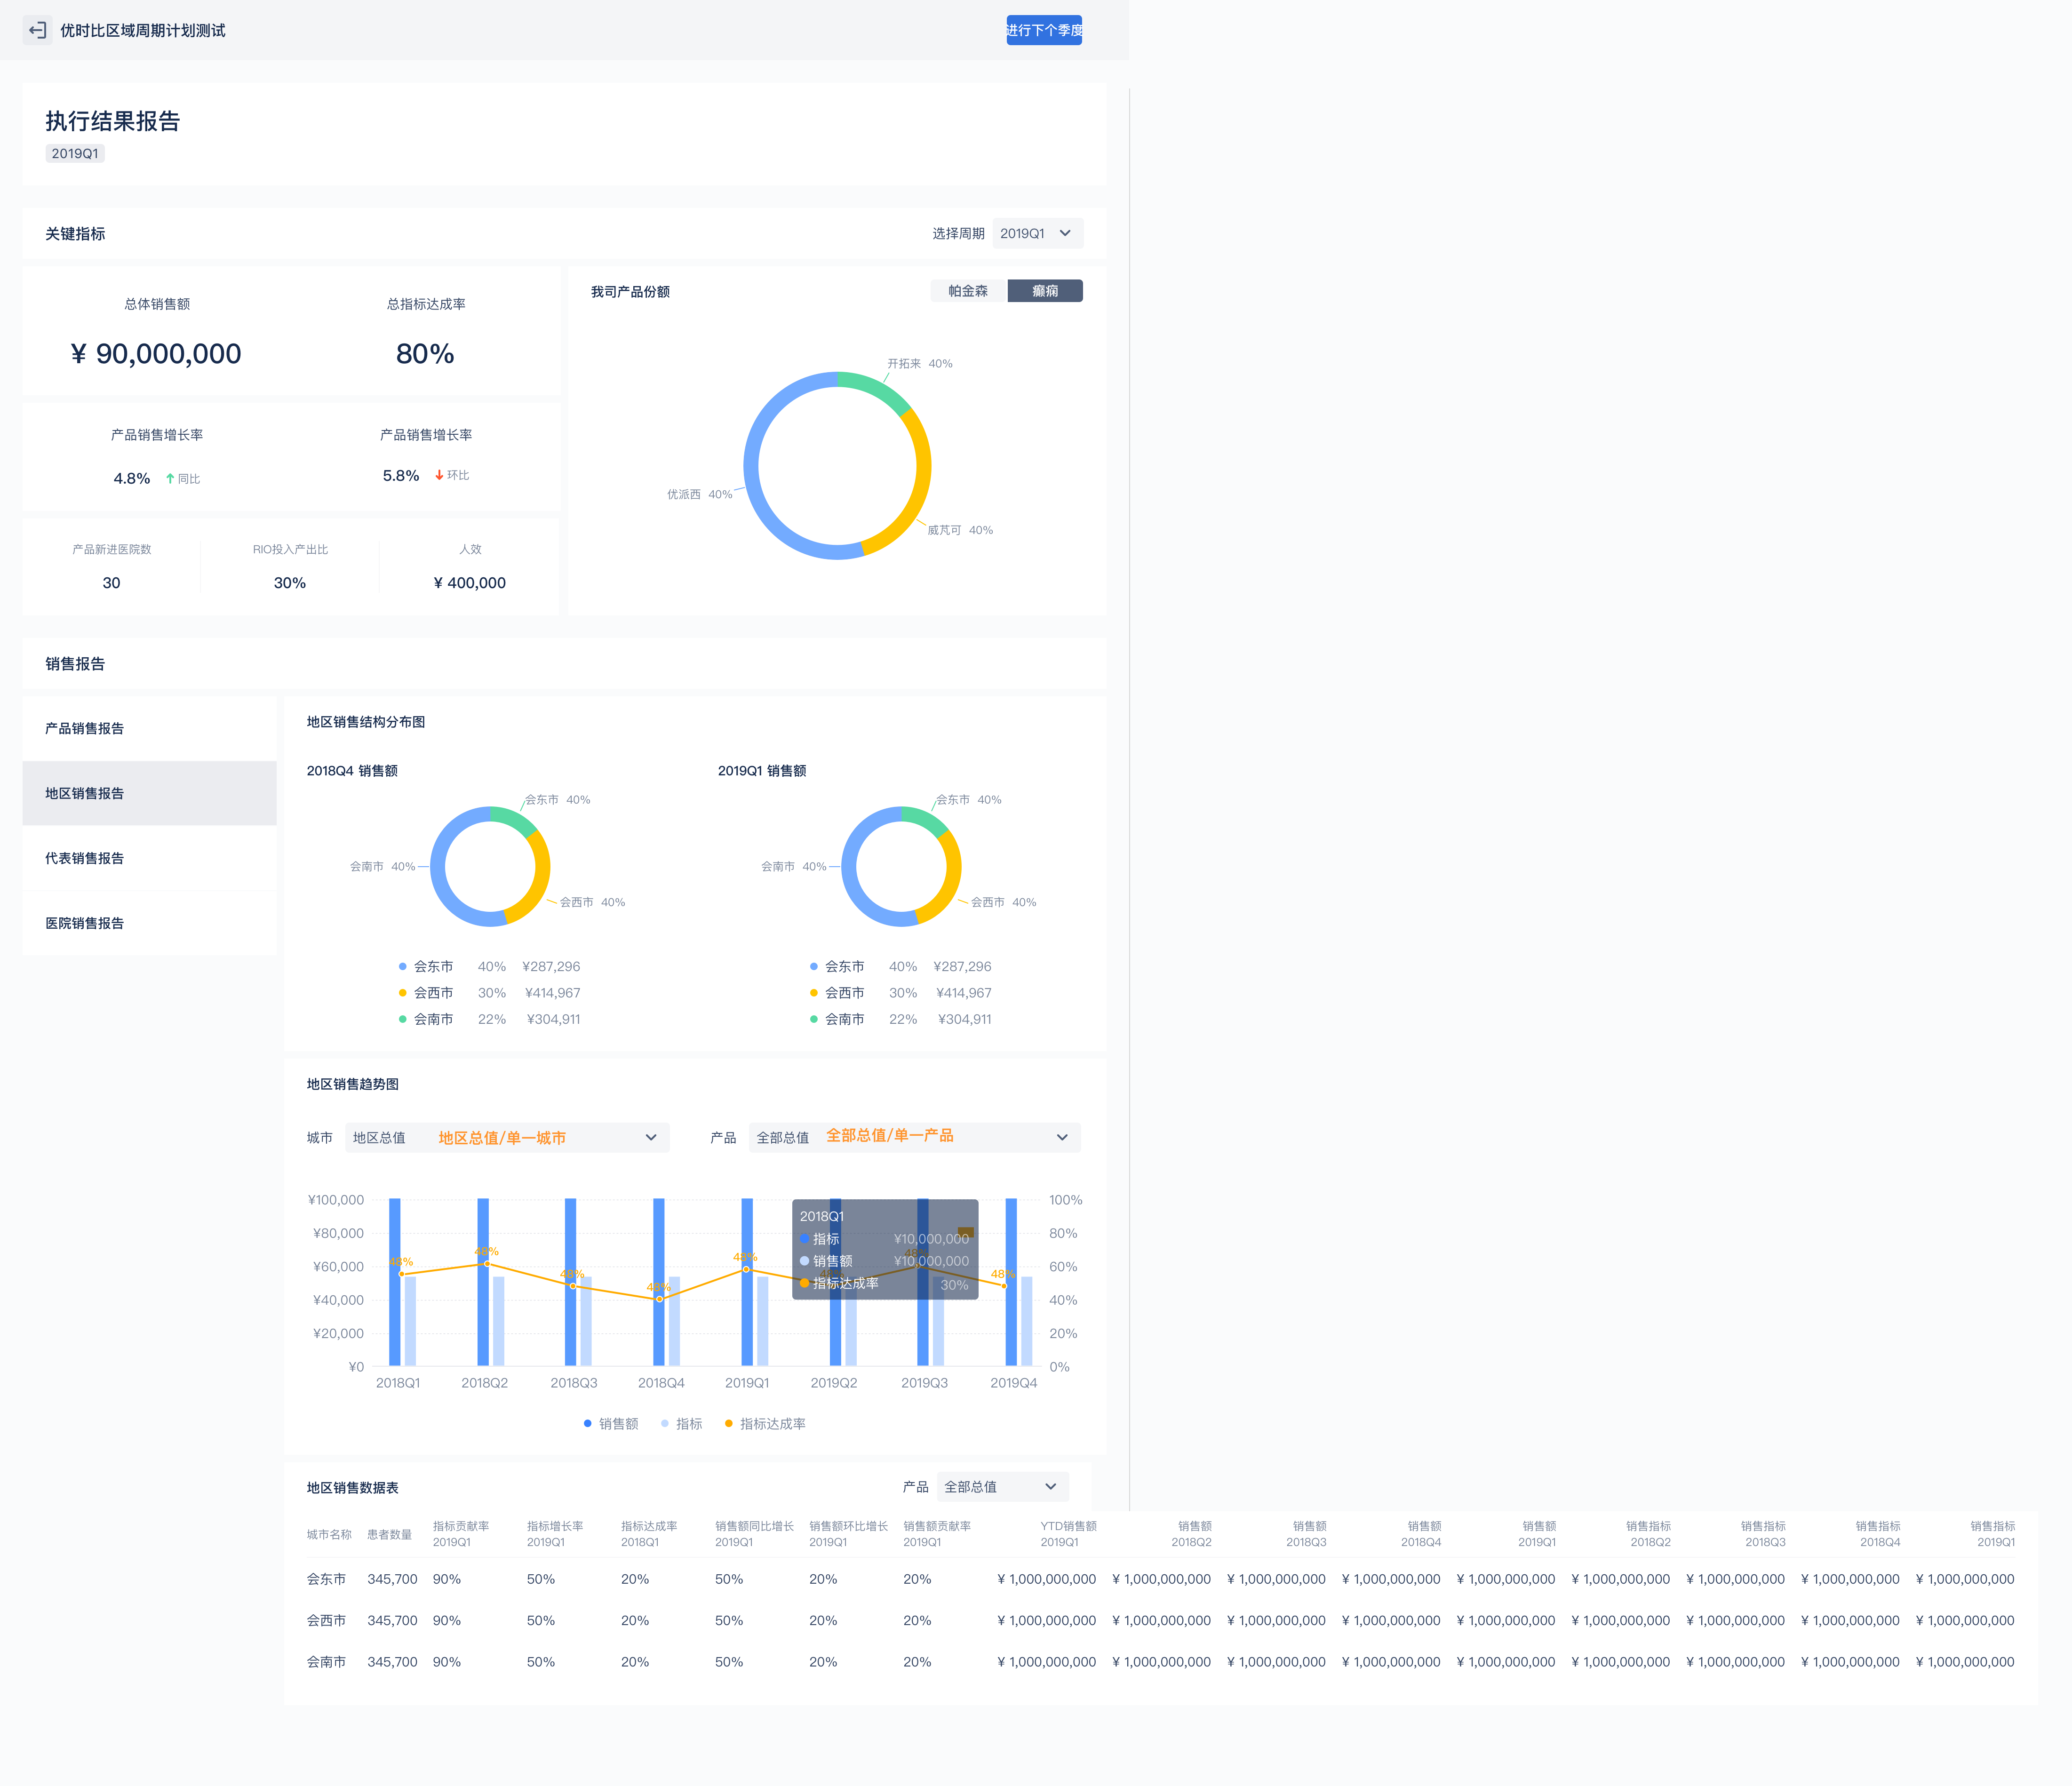 优时比区域周期计划测试
进行下个季度
执行结果报告
2019Q1
关键指标
选择周期 2019Q1
总体销售额 总指标达成率
¥ 90,000,000 80%
产品销售增长率 产品销售增长率
4.8% 同比 5.8% 环比
产品新进医院数 RIO投入产出比 人效
30 30% ¥ 400,000
我司产品份额
帕金森 癫痫
开拓来 40%
优派西 40%
威芃可 40%
销售报告
产品销售报告
地区销售报告
代表销售报告
医院销售报告
地区销售结构分布图
2018Q4 销售额
会东市 40%
会南市 40%
会西市 40%
会东市 40% ¥287,296
会西市 30% ¥414,967
会南市 22% ¥304,911
2019Q1 销售额
会东市 40%
会南市 40%
会西市 40%
会东市 40% ¥287,296
会西市 30% ¥414,967
会南市 22% ¥304,911
地区销售趋势图
城市 地区总值 地区总值/单一城市 产品 全部总值 全部总值/单一产品
¥100,000 100%
¥80,000 80%
¥60,000 60%
¥40,000 40%
¥20,000 20%
¥0 0%
48% 48% 48% 48% 48% 48% 48%
2018Q1
指标 ¥10,000,000
销售额 ¥10,000,000
指标达成率 30%
2018Q1 2018Q2 2018Q3 2018Q4 2019Q1 2019Q2 2019Q3 2019Q4
销售额 指标 指标达成率
地区销售数据表
产品 全部总值
城市名称 患者数量 指标贡献率 指标增长率 指标达成率 销售额同比增长 销售额环比增长 销售额贡献率 YTD销售额 销售额 销售额 销售额 销售额 销售指标 销售指标 销售指标 销售指标
2019Q1 2019Q1 2018Q1 2019Q1 2019Q1 2019Q1 2019Q1 2018Q2 2018Q3 2018Q4 2019Q1 2018Q2 2018Q3 2018Q4 2019Q1
会东市 345,700 90% 50% 20% 50% 20% 20% ¥ 1,000,000,000 ¥ 1,000,000,000 ¥ 1,000,000,000 ¥ 1,000,000,000 ¥ 1,000,000,000 ¥ 1,000,000,000 ¥ 1,000,000,000 ¥ 1,000,000,000 ¥ 1,000,000,000
会西市 345,700 90% 50% 20% 50% 20% 20% ¥ 1,000,000,000 ¥ 1,000,000,000 ¥ 1,000,000,000 ¥ 1,000,000,000 ¥ 1,000,000,000 ¥ 1,000,000,000 ¥ 1,000,000,000 ¥ 1,000,000,000 ¥ 1,000,000,000
会南市 345,700 90% 50% 20% 50% 20% 20% ¥ 1,000,000,000 ¥ 1,000,000,000 ¥ 1,000,000,000 ¥ 1,000,000,000 ¥ 1,000,000,000 ¥ 1,000,000,000 ¥ 1,000,000,000 ¥ 1,000,000,000 ¥ 1,000,000,000